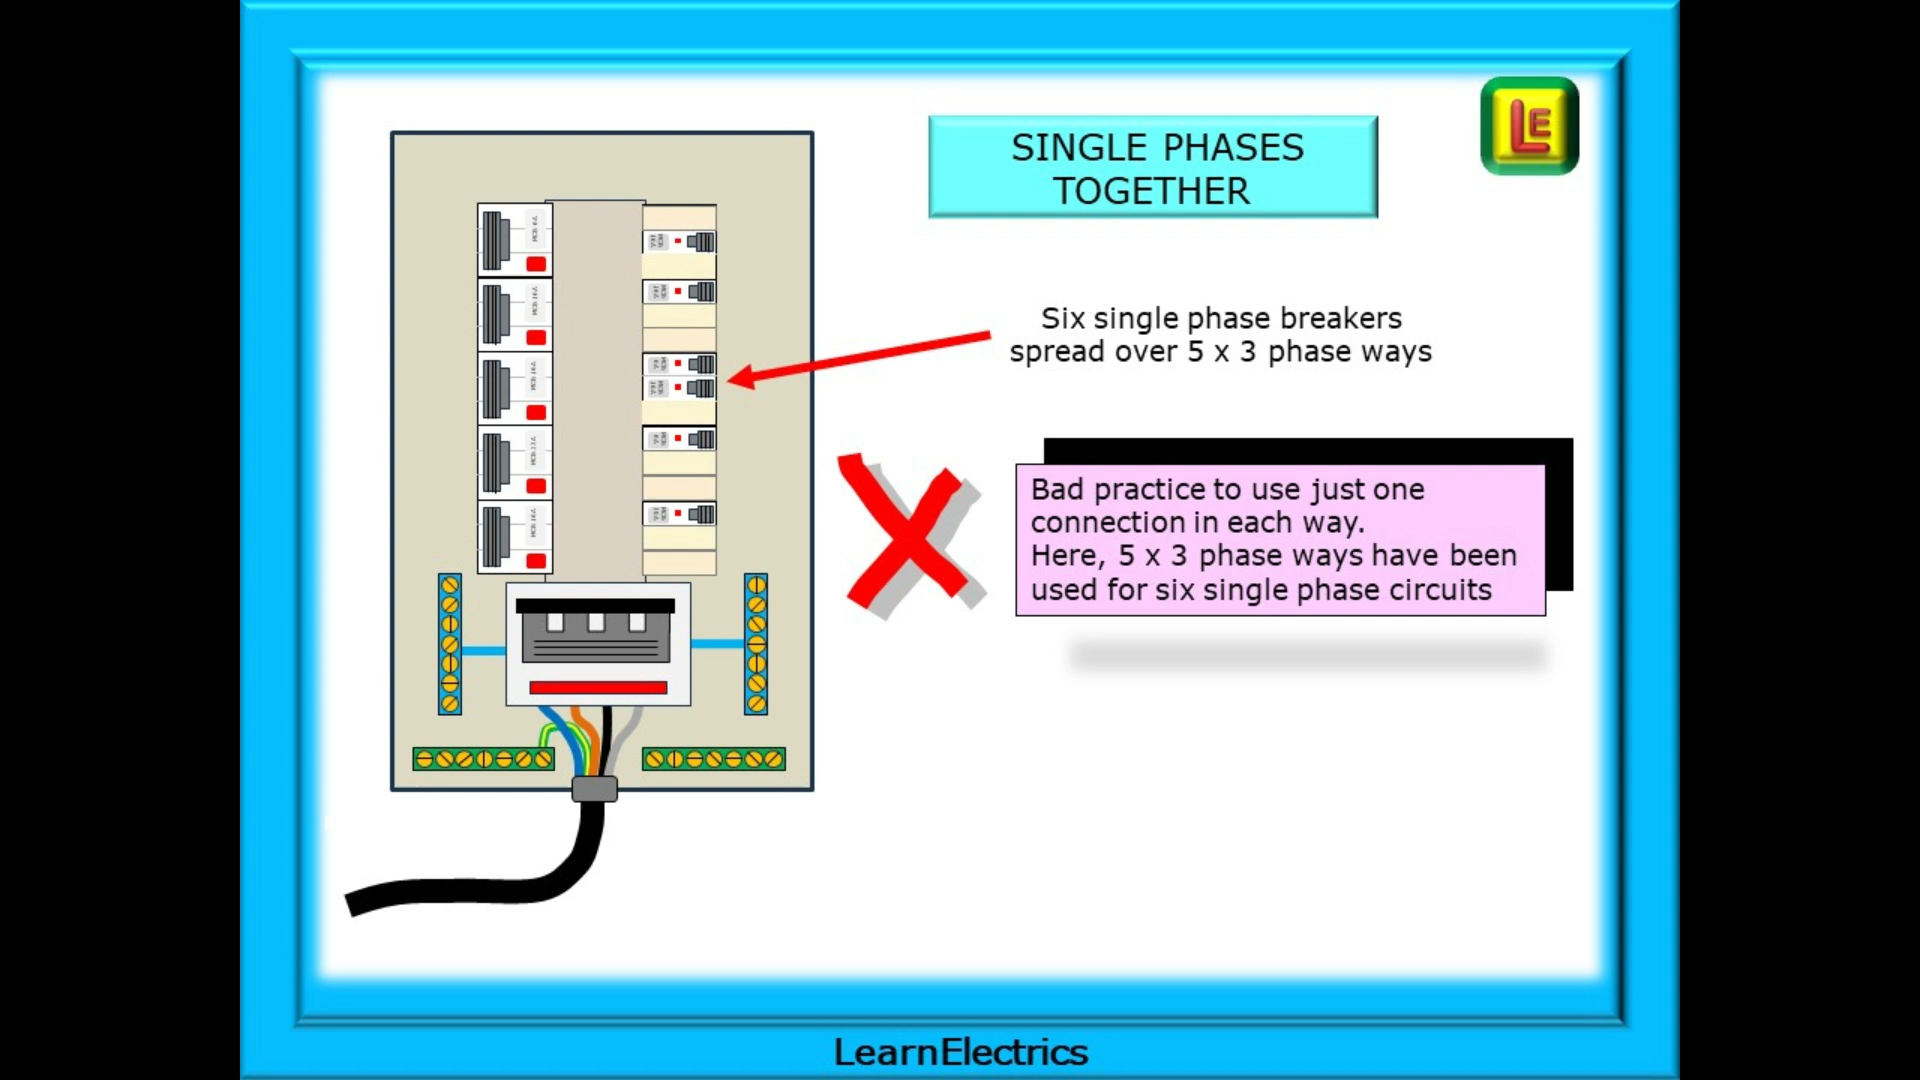 SINGLE PHASES
TOGETHER
LE
Six single phase breakers
spread over 5 x 3 phase ways
Bad practice to use just one
connection in each way.
Here, 5 x 3 phase ways have been
used for six single phase circuits
LearnElectrics